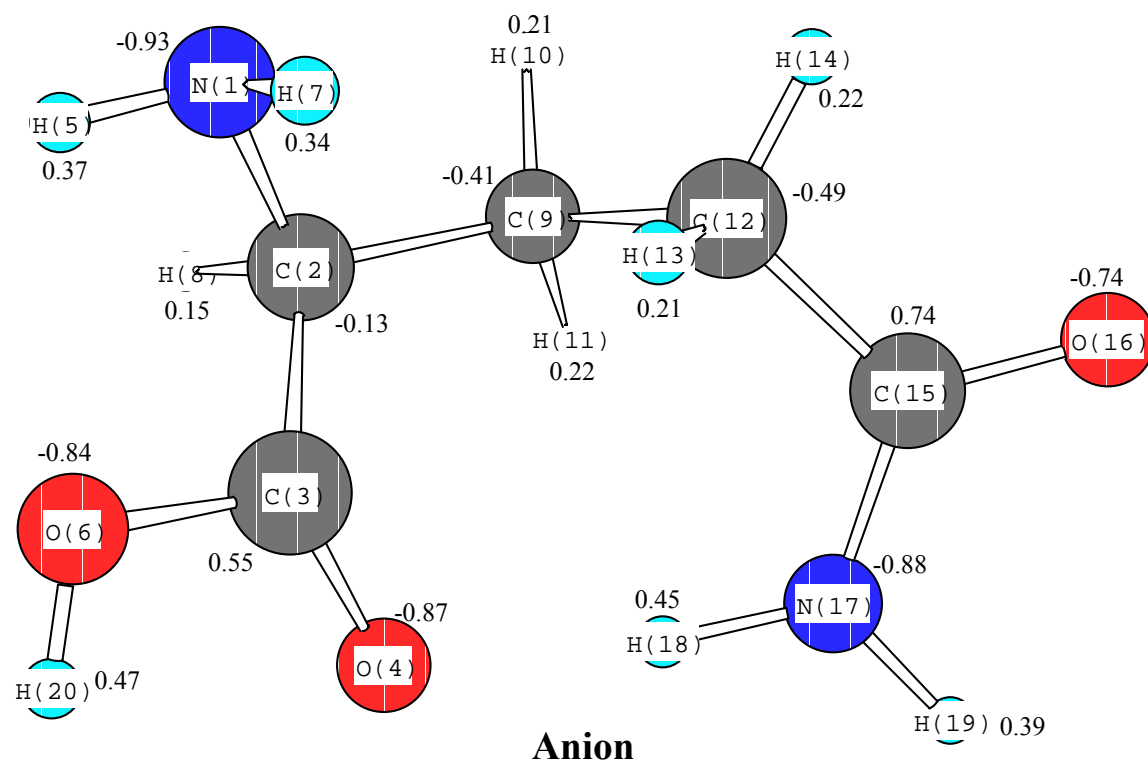 0.21
-0.93
H(10)
H(14)
N(1)
H(7)
0.22
H(5)
0.34
0.37
-0.41
-0.49
C(9)
C(12)
H(13)
H(8)
C(2)
-0.74
0.15
-0.13
0.21
0.74
H(11)
O(16)
0.22
C(15)
-0.84
C(3)
O(6)
0.55
-0.88
0.45
N(17)
-0.87
H(18)
O(4)
H(20)
0.47
H(19)
0.39
Anion